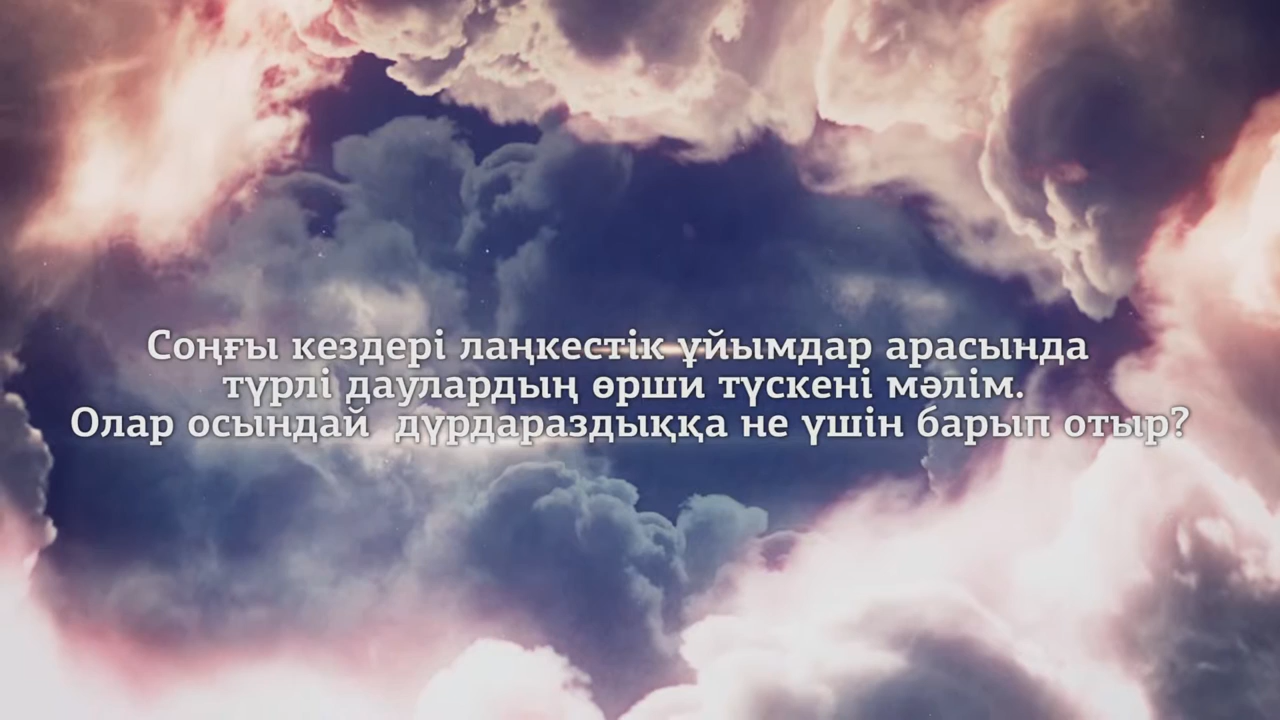 Соңғы кездері лаңкестік ұйымдар арасында
түрлі даулардың өрши түскені мәлім.
Олар осындай дүрдараздыққа не үшін барып отыр?